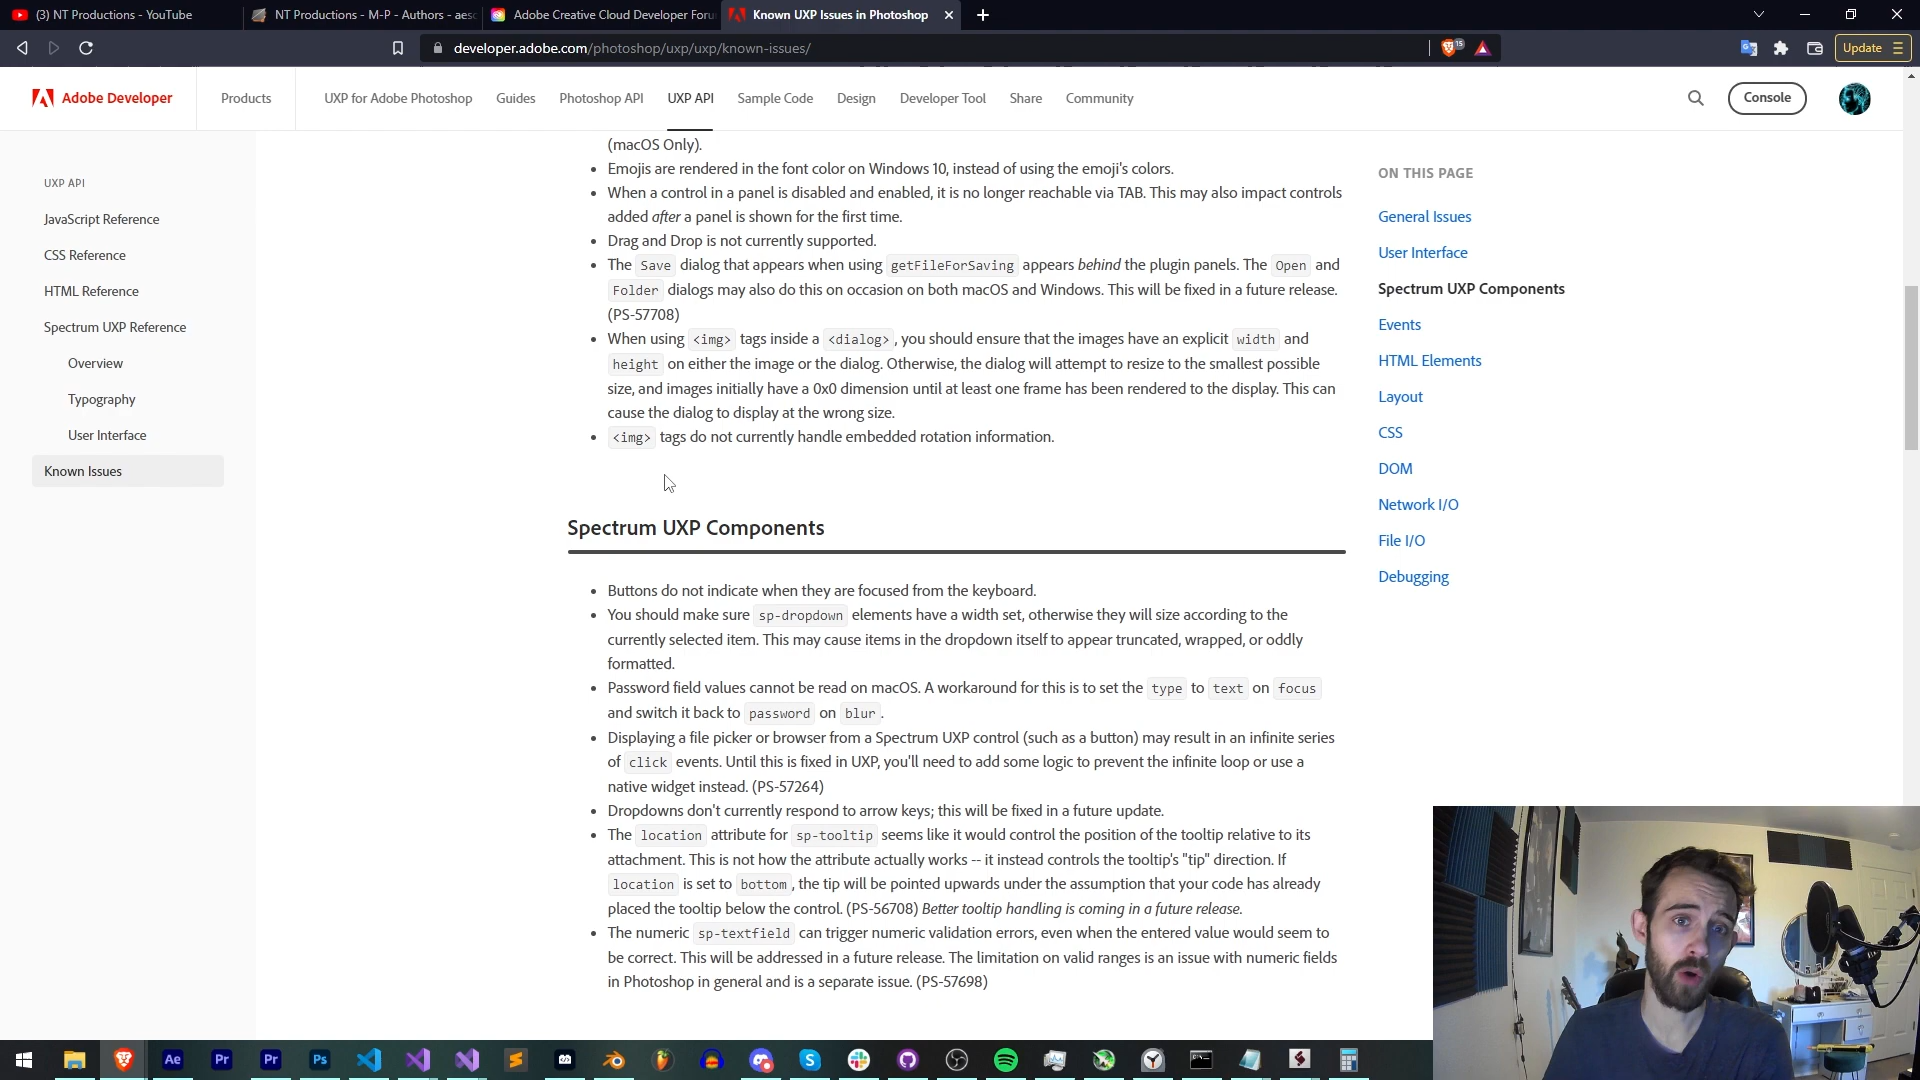 (3) NT Productions - YouTube
NT Productions - M-P - Authors - aesc
Adobe Creative Cloud Developer Foru
Known UXP Issues in Photoshop
developer.adobe.com/photoshop/uxp/uxp/known-issues/
15
Update
Adobe Developer
Products
UXP for Adobe Photoshop
Guides
Photoshop API
UXP API
Sample Code
Design
Developer Tool
Share
Community
Console
UXP API
JavaScript Reference
CSS Reference
HTML Reference
Spectrum UXP Reference
Overview
Typography
User Interface
Known Issues
(macOS Only).
• Emojis are rendered in the font color on Windows 10, instead of using the emoji's colors.
• When a control in a panel is disabled and enabled, it is no longer reachable via TAB. This may also impact controls
added after a panel is shown for the first time.
• Drag and Drop is not currently supported.
• The Save dialog that appears when using getFileForSaving appears behind the plugin panels. The Open and
Folder dialogs may also do this on occasion on both macOS and Windows. This will be fixed in a future release.
(PS-57708)
• When using <img> tags inside a <dialog>, you should ensure that the images have an explicit width and
height on either the image or the dialog. Otherwise, the dialog will attempt to resize to the smallest possible
size, and images initially have a 0x0 dimension until at least one frame has been rendered to the display. This can
cause the dialog to display at the wrong size.
• <img> tags do not currently handle embedded rotation information.
Spectrum UXP Components
• Buttons do not indicate when they are focused from the keyboard.
• You should make sure sp-dropdown elements have a width set, otherwise they will size according to the
currently selected item. This may cause items in the dropdown itself to appear truncated, wrapped, or oddly
formatted.
• Password field values cannot be read on macOS. A workaround for this is to set the type to text on focus
and switch it back to password on blur.
• Displaying a file picker or browser from a Spectrum UXP control (such as a button) may result in an infinite series
of click events. Until this is fixed in UXP, you'll need to add some logic to prevent the infinite loop or use a
native widget instead. (PS-57264)
• Dropdowns don't currently respond to arrow keys; this will be fixed in a future update.
• The location attribute for sp-tooltip seems like it would control the position of the tooltip relative to its
attachment. This is not how the attribute actually works -- it instead controls the tooltip's "tip" direction. If
location is set to bottom, the tip will be pointed upwards under the assumption that your code has already
placed the tooltip below the control. (PS-56708) Better tooltip handling is coming in a future release.
• The numeric sp-textfield can trigger numeric validation errors, even when the entered value would seem to
be correct. This will be addressed in a future release. The limitation on valid ranges is an issue with numeric fields
in Photoshop in general and is a separate issue. (PS-57698)
ON THIS PAGE
General Issues
User Interface
Spectrum UXP Components
Events
HTML Elements
Layout
CSS
DOM
Network I/O
File I/O
Debugging
Ae
Pr
Pr
Ps